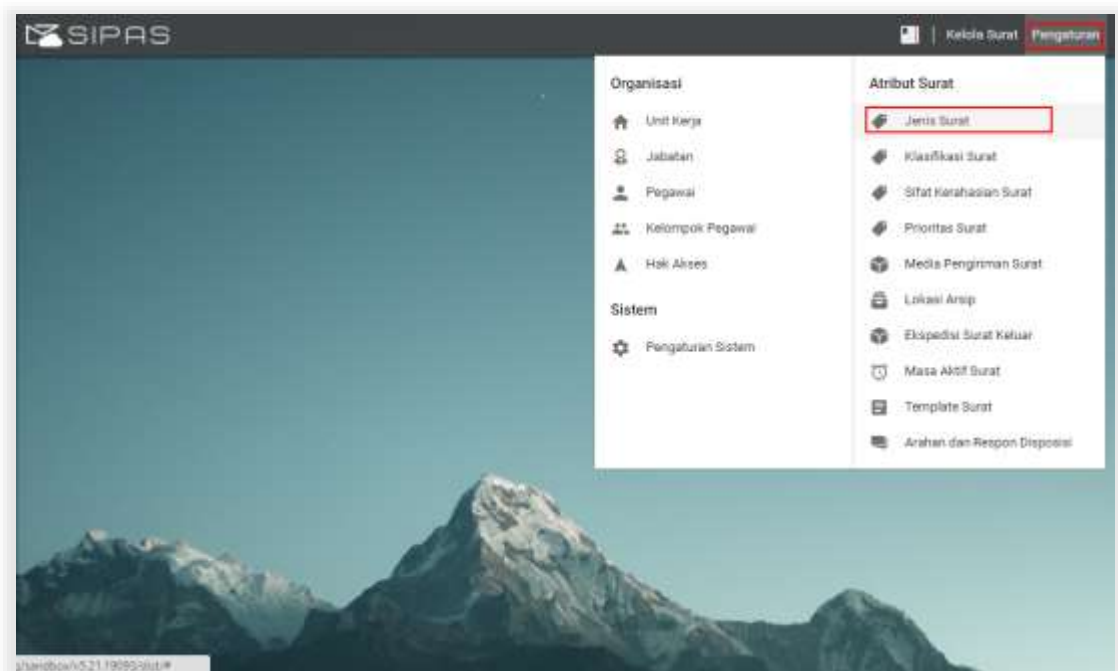 SIPAS
Kelola Surat
Pengaturan
Organisasi
Unit Kerja
Jabatan
Pegawai
Kelompok Pegawai
Hak Akses
Sistem
Pengaturan Sistem
Atribut Surat
Jenis Surat
Klasifikasi Surat
Sifat Kerahasian Surat
Prioritas Surat
Media Pengiriman Surat
Lokasi Arsip
Ekspedisi Surat Keluar
Masa Aktif Surat
Template Surat
Arahan dan Respon Disposisi